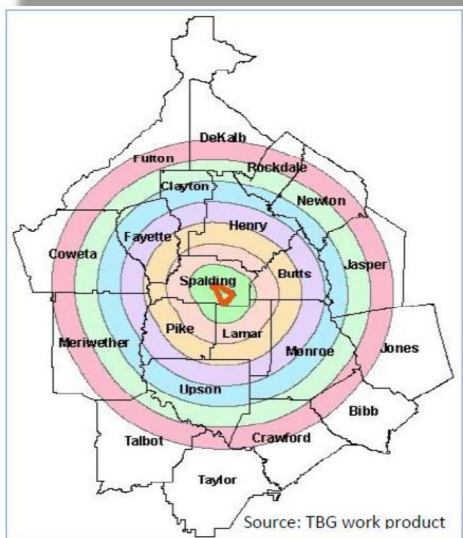 DeKalb
Fulton
Rockdale
Clayton
Newton
Henry
Fayette
Coweta
Jasper
Butts
Spalding
Pike
Lamar
Meriwether
Monroe
Jones
Upson
Bibb
Talbot
Crawford
Taylor
Source: TBG work product